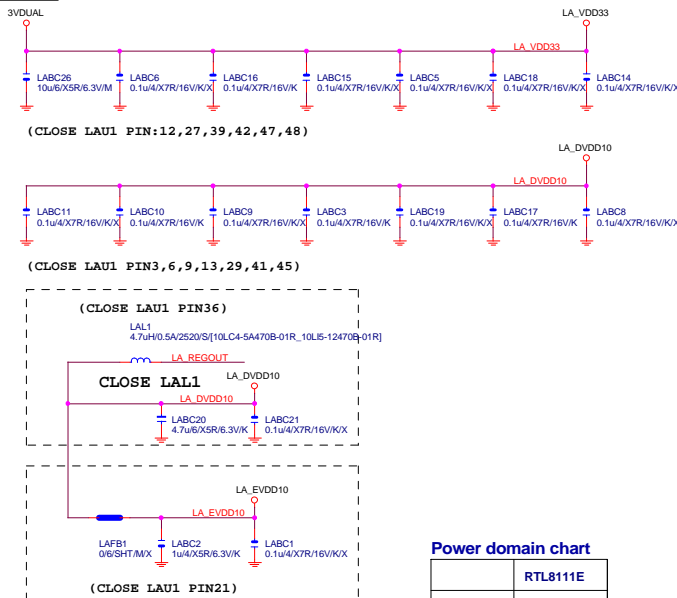 3VDUAL
LA_VDD33
LA_VDD33
LABC26
10u/6/X5R/6.3V/M
LABC6
0.1u/4/X7R/16V/K/X
LABC16
0.1u/4/X7R/16V/K
LABC15
0.1u/4/X7R/16V/K/X
LABC5
0.1u/4/X7R/16V/K/X
LABC18
0.1u/4/X7R/16V/K/X
LABC14
0.1u/4/X7R/16V/K/X
(CLOSE LAU1 PIN:12,27,39,42,47,48)
LA_DVDD10
LA_DVDD10
LABC11
0.1u/4/X7R/16V/K/X
LABC10
0.1u/4/X7R/16V/K
LABC9
0.1u/4/X7R/16V/K/X
LABC3
0.1u/4/X7R/16V/K
LABC19
0.1u/4/X7R/16V/K/X
LABC17
0.1u/4/X7R/16V/K
LABC8
0.1u/4/X7R/16V/K/X
(CLOSE LAU1 PIN3,6,9,13,29,41,45)
(CLOSE LAU1 PIN36)
LAL1
4.7uH/0.5A/2520/S/[10LC4-5A470B-01R_10LI5-12470B-01R]
LA_REGOUT
CLOSE LAL1
LA_DVDD10
LA_DVDD10
LABC20
4.7u/6/X5R/6.3V/K
LABC21
0.1u/4/X7R/16V/K/X
LA_EVDD10
LA_EVDD10
LAFB1
0/6/SHT/M/X
LABC2
1u/4/X5R/6.3V/K
LABC1
0.1u/4/X7R/16V/K/X
(CLOSE LAU1 PIN21)
Power domain chart
RTL8111E